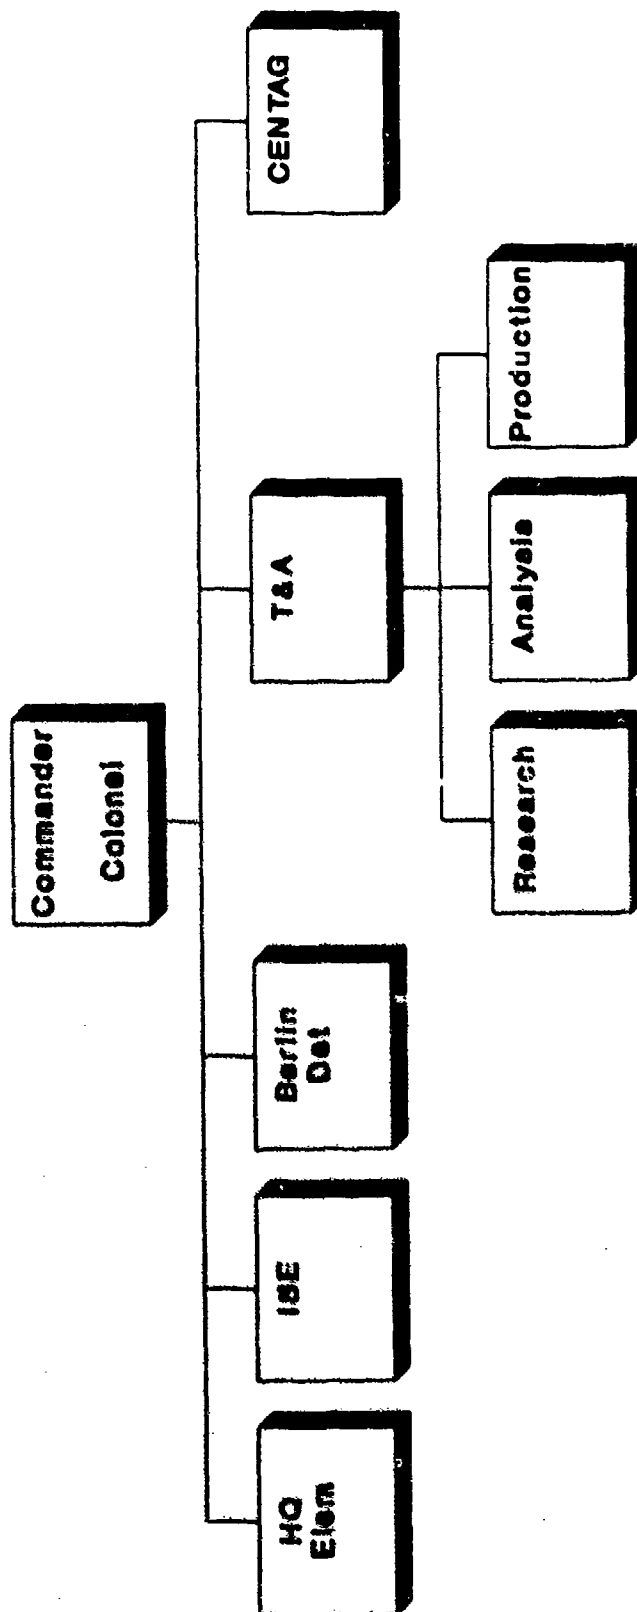 Commander
Colonel
HQ
Elem
ISE
Berlin
Det
T&A
CENTAG
Research
Analysis
Production